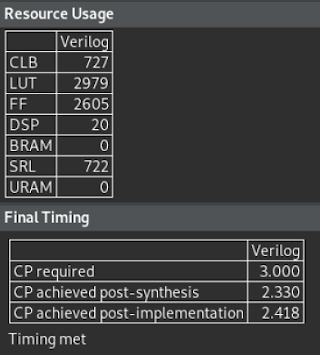 Resource Usage
Verilog
CLB 727
LUT 2979
FF 2605
DSP 20
BRAM 0
SRL 722
URAM 0
Final Timing
Verilog
CP required 3.000
CP achieved post-synthesis 2.330
CP achieved post-implementation 2.418
Timing met